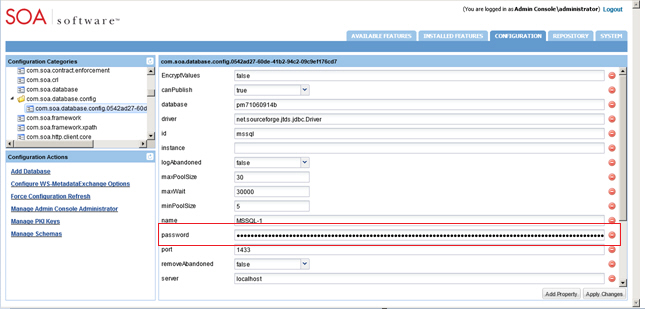 (You are logged in as Admin Console\administrator) Logout
SOA software™
AVAILABLE FEATURES INSTALLED FEATURES CONFIGURATION REPOSITORY SYSTEM
Configuration Categories
com.soa.contract.enforcement
com.soa.crl
com.soa.database
com.soa.database.config
com.soa.database.config.0542ad27-60d
com.soa.framework
com.soa.framework.xpath
com.soa.http.client.core
Configuration Actions
Add Database
Configure WS-MetadataExchange Options
Force Configuration Refresh
Manage Admin Console Administrator
Manage PKI Keys
Manage Schemas
com.soa.database.config.0542ad27-60de-41b2-94c2-09c9ef176cd7
EncryptValues false
canPublish true
database pm71060914b
driver net.sourceforge.jtds.jdbc.Driver
id mssql
instance
logAbandoned false
maxPoolSize 30
maxWait 30000
minPoolSize 5
name MSSQL-1
password
port 1433
removeAbandoned false
server localhost
Add Property Apply Changes